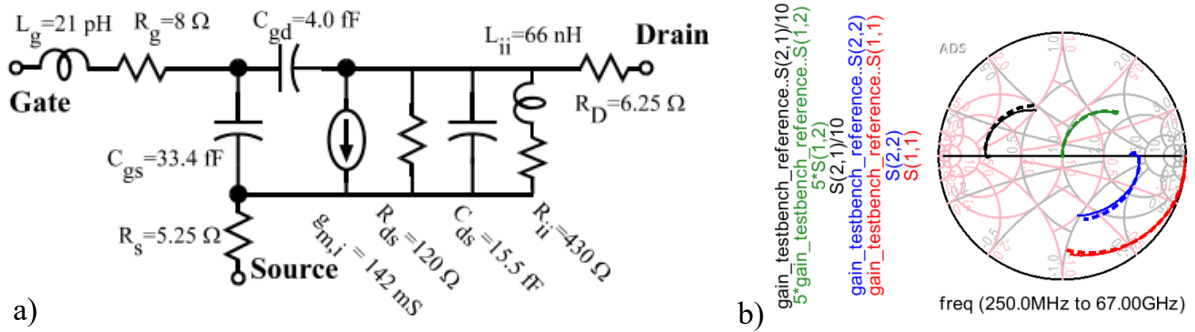 a)
L_g=21 pH
R_g=8 Ω
C_gd=4.0 fF
L_ii=66 nH
Drain
Gate
R_D=6.25 Ω
C_gs=33.4 fF
R_s=5.25 Ω
Source
g_m,i = 142 mS
R_ds=120 Ω
C_ds=15.5 fF
R_ii=430 Ω
b)
gain_testbench_reference..S(2,1)/10
5*gain_testbench_reference..S(1,2)
5*S(1,2)
S(2,1)/10
gain_testbench_reference..S(2,2)
gain_testbench_reference..S(1,1)
S(2,2)
S(1,1)
ADS
freq (250.0MHz to 67.00GHz)